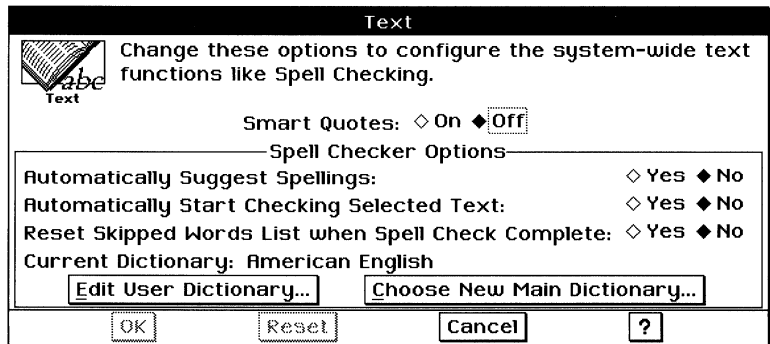 Text
Change these options to configure the system-wide text
functions like Spell Checking.
abc
Text
Smart Quotes: ◇ On ◆ Off
Spell Checker Options
Automatically Suggest Spellings: ◇ Yes ◆ No
Automatically Start Checking Selected Text: ◇ Yes ◆ No
Reset Skipped Words List when Spell Check Complete: ◇ Yes ◆ No
Current Dictionary: American English
Edit User Dictionary... Choose New Main Dictionary...
OK Reset Cancel ?